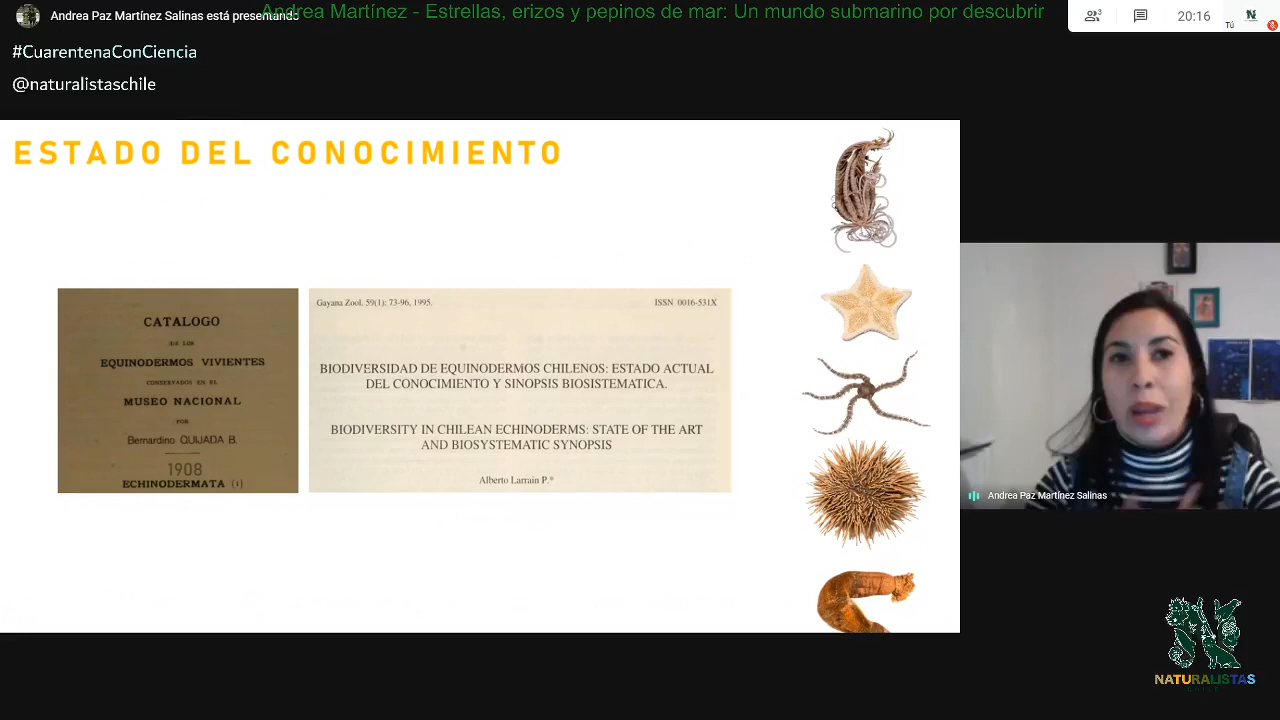 Andrea Paz Martínez Salinas está presentando
Andrea Martínez - Estrellas, erizos y pepinos de mar: Un mundo submarino por descubrir
3
20:16
Tú
#CuarentenaConCiencia
@naturalistaschile
ESTADO DEL CONOCIMIENTO
CATALOGO
DE LOS
EQUINODERMOS VIVIENTES
CONSERVADOS EN EL
MUSEO NACIONAL
POR
Bernardino QUIJADA B.
1908
ECHINODERMATA (1)
Gayana Zool. 59(1): 73-96, 1995.
ISSN 0016-531X
BIODIVERSIDAD DE EQUINODERMOS CHILENOS: ESTADO ACTUAL
DEL CONOCIMIENTO Y SINOPSIS BIOSISTEMATICA.
BIODIVERSITY IN CHILEAN ECHINODERMS: STATE OF THE ART
AND BIOSYSTEMATIC SYNOPSIS
Alberto Larrain P.*
Andrea Paz Martínez Salinas
NATURALISTAS
CHILE